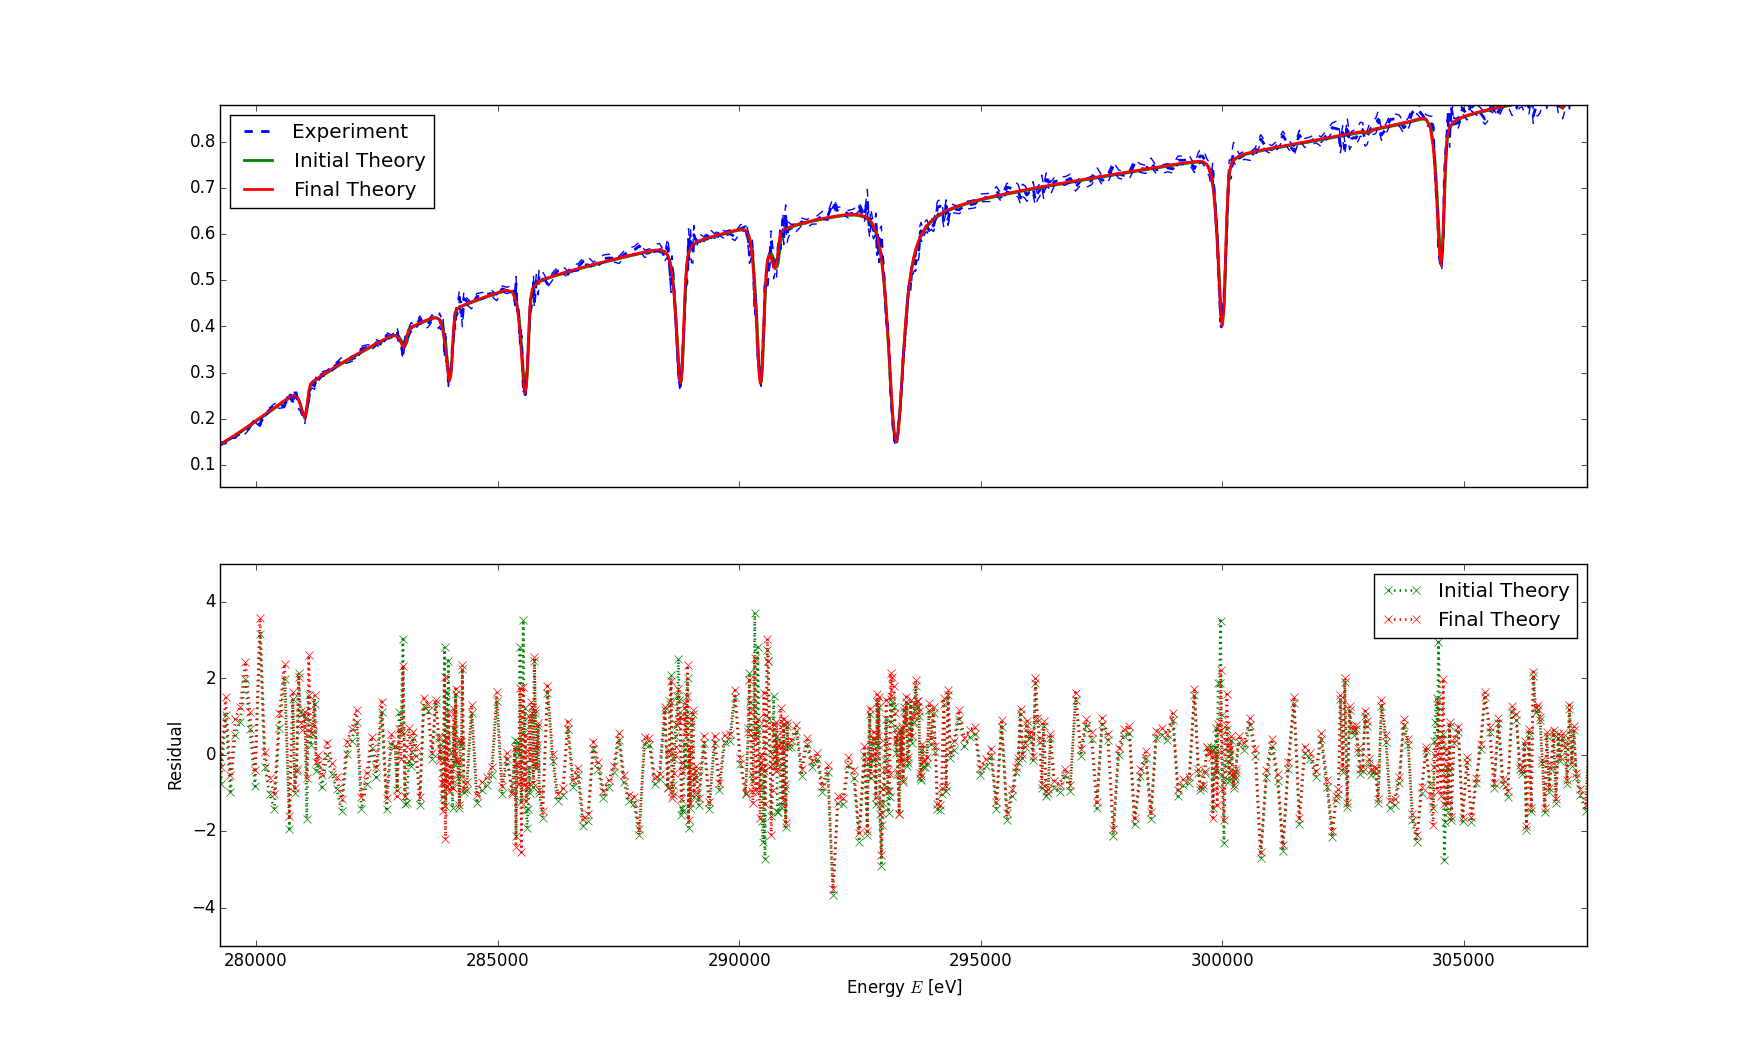 Experiment
Initial Theory
Final Theory
0.8
0.7
0.6
0.5
0.4
0.3
0.2
0.1
Initial Theory
Final Theory
4
2
0
−2
−4
Residual
280000 285000 290000 295000 300000 305000
Energy E [eV]